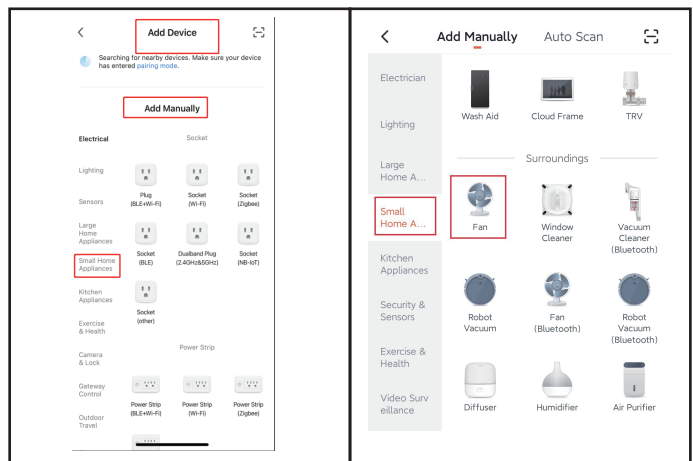 Add Device
Searching for nearby devices. Make sure your device
has entered pairing mode.
Add Manually
Electrical
Socket
Lighting
Sensors
Large
Home
Appliances
Small Home
Appliances
Kitchen
Appliances
Exercise
& Health
Camera
& Lock
Gateway
Control
Outdoor
Travel
Plug
(BLE+Wi-Fi)
Socket
(Wi-Fi)
Socket
(Zigbee)
Socket
(BLE)
Dualband Plug
(2.4GHz&5GHz)
Socket
(NB-IoT)
Socket
(other)
Power Strip
Power Strip
(BLE+Wi-Fi)
Power Strip
(Wi-Fi)
Power Strip
(Zigbee)
Add Manually
Auto Scan
Electrician
Lighting
Large
Home A...
Small
Home A...
Kitchen
Appliances
Security &
Sensors
Exercise &
Health
Video Surv
eillance
Wash Aid
Cloud Frame
TRV
Surroundings
Fan
Window
Cleaner
Vacuum
Cleaner
(Bluetooth)
Robot
Vacuum
Fan
(Bluetooth)
Robot
Vacuum
(Bluetooth)
Diffuser
Humidifier
Air Purifier